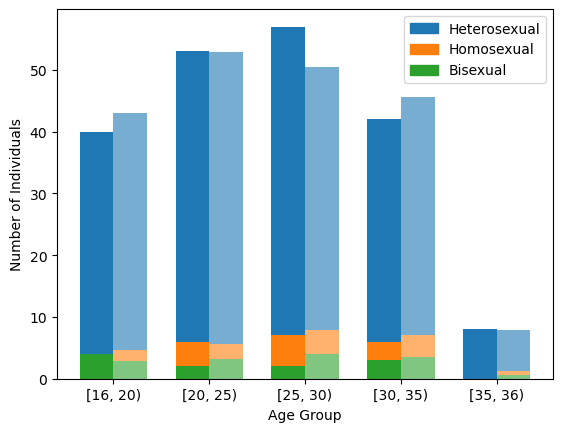 Heterosexual
Homosexual
Bisexual
50
40
30
20
10
0
Number of Individuals
[16, 20) [20, 25) [25, 30) [30, 35) [35, 36)
Age Group